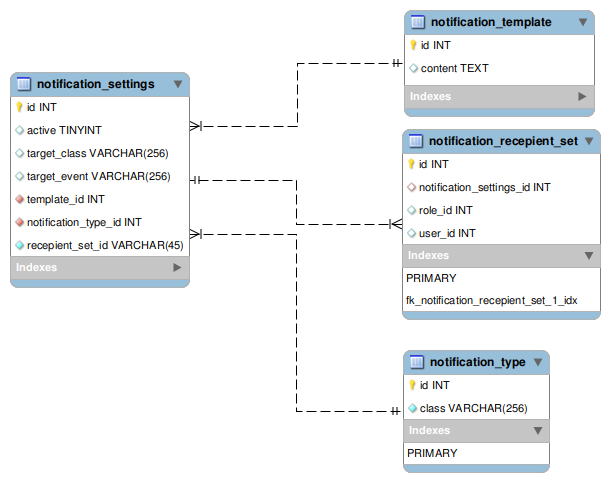 notification_settings
id INT
active TINYINT
target_class VARCHAR(256)
target_event VARCHAR(256)
template_id INT
notification_type_id INT
recepient_set_id VARCHAR(45)
Indexes
notification_template
id INT
content TEXT
Indexes
notification_recepient_set
id INT
notification_settings_id INT
role_id INT
user_id INT
Indexes
PRIMARY
fk_notification_recepient_set_1_idx
notification_type
id INT
class VARCHAR(256)
Indexes
PRIMARY